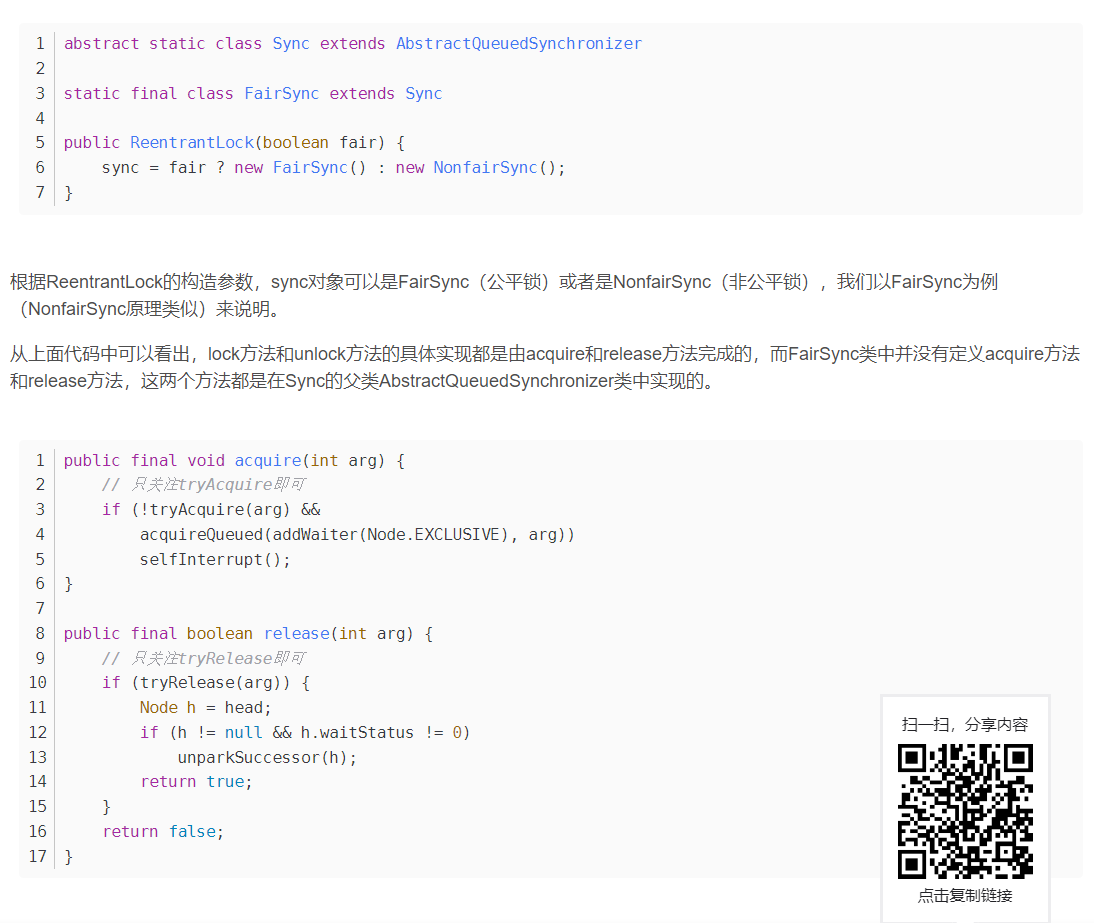 1 abstract static class Sync extends AbstractQueuedSynchronizer
2
3 static final class FairSync extends Sync
4
5 public ReentrantLock(boolean fair) {
6     sync = fair ? new FairSync() : new NonfairSync();
7 }
根据ReentrantLock的构造参数，sync对象可以是FairSync（公平锁）或者是NonfairSync（非公平锁），我们以FairSync为例
（NonfairSync原理类似）来说明。
从上面代码中可以看出，lock方法和unlock方法的具体实现都是由acquire和release方法完成的，而FairSync类中并没有定义acquire方法
和release方法，这两个方法都是在Sync的父类AbstractQueuedSynchronizer类中实现的。
1 public final void acquire(int arg) {
2     // 只关注tryAcquire即可
3     if (!tryAcquire(arg) &&
4         acquireQueued(addWaiter(Node.EXCLUSIVE), arg))
5         selfInterrupt();
6 }
7
8 public final boolean release(int arg) {
9     // 只关注tryRelease即可
10     if (tryRelease(arg)) {
11         Node h = head;
12         if (h != null && h.waitStatus != 0)
13             unparkSuccessor(h);
14         return true;
15     }
16     return false;
17 }
扫一扫，分享内容
点击复制链接